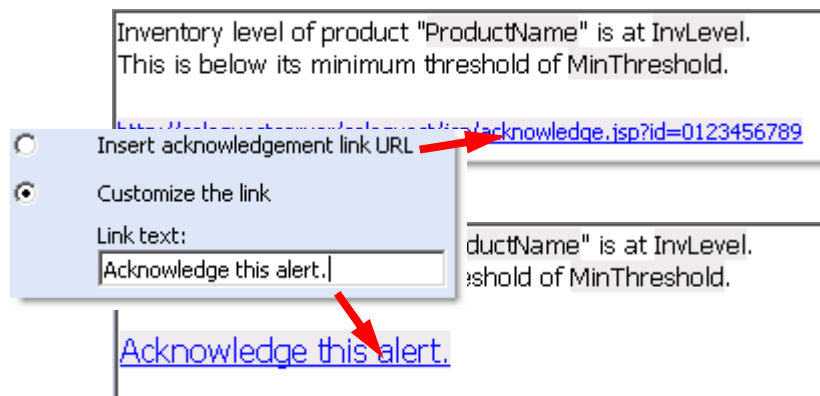 Inventory level of product "ProductName" is at InvLevel.
This is below its minimum threshold of MinThreshold.
acknowledge.jsp?id=0123456789
Insert acknowledgement link URL
Customize the link
Link text:
Acknowledge this alert.
ductName" is at InvLevel.
eshold of MinThreshold.
Acknowledge this alert.